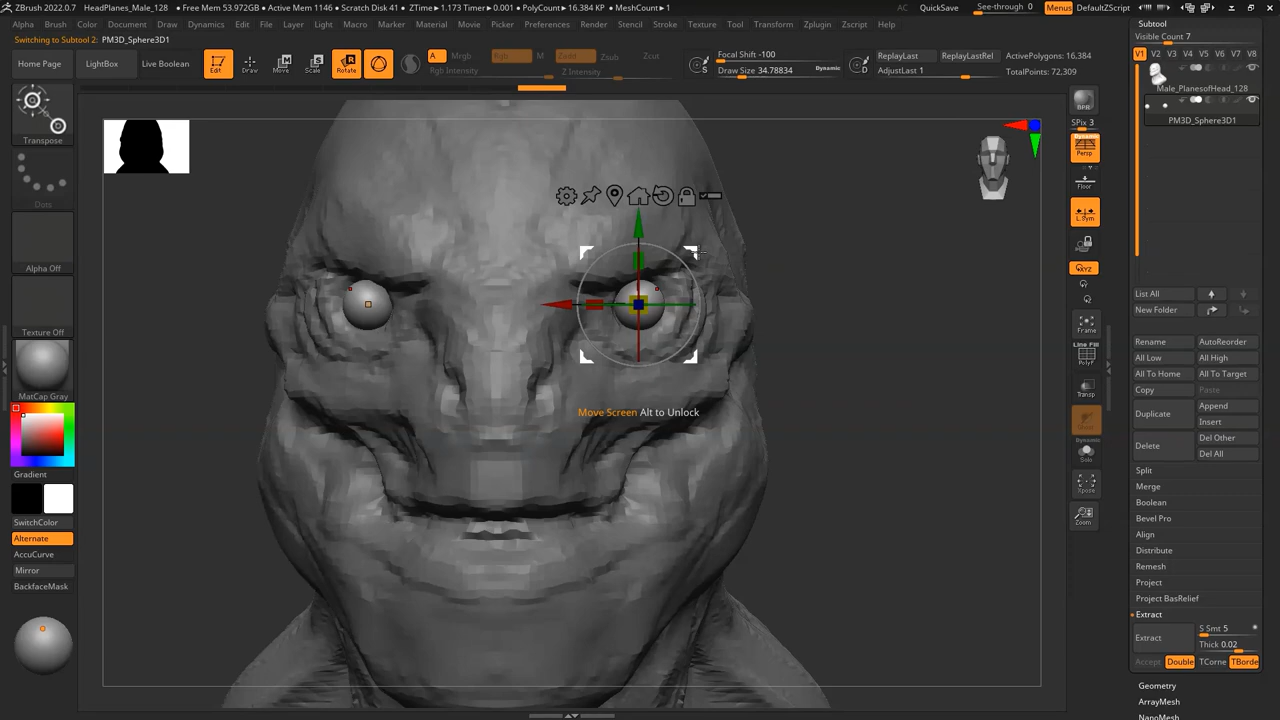 ZBrush 2022.0.7 HeadPlanes_Male_128 • Free Mem 53.972GB • Active Mem 1146 • Scratch Disk 41 • ZTime▸1.173 Timer▸0.001 • PolyCount▸16.384 KP • MeshCount▸1 AC QuickSave See-through 0 Menus DefaultZScript
Alpha Brush Color Document Draw Dynamics Edit File Layer Light Macro Marker Material Movie Picker Preferences Render Stencil Stroke Texture Tool Transform Zplugin Zscript Help
Switching to Subtool 2: PM3D_Sphere3D1
Home Page LightBox Live Boolean
Edit Draw Move Scale Rotate
A Mrgb Rgb M Zadd Zsub Zcut
Rgb Intensity Z Intensity
Focal Shift -100
Draw Size 34.78834 Dynamic
S D
ReplayLast ReplayLastRel
AdjustLast 1
ActivePolygons: 16,384
TotalPoints: 72,309
Transpose
Dots
Alpha Off
Texture Off
MatCap Gray
Gradient
SwitchColor
Alternate
AccuCurve
Mirror
BackfaceMask
Move Screen Alt to Unlock
BPR
SPix 3
Dynamic
Persp
Floor
L.Sym
XYZ
Frame
Line Fill
PolyF
Transp
Dynamic
Solo
Xpose
Zoom
Subtool
Visible Count 7
V1 V2 V3 V4 V5 V6 V7 V8
Male_PlanesofHead_128
PM3D_Sphere3D1
List All
New Folder
Rename AutoReorder
All Low All High
All To Home All To Target
Copy Paste
Duplicate Append
Insert
Delete Del Other
Del All
Split
Merge
Boolean
Bevel Pro
Align
Distribute
Remesh
Project
Project BasRelief
Extract
Extract S Smt 5
Thick 0.02
Accept Double TCorne TBorde
Geometry
ArrayMesh
NanoMesh